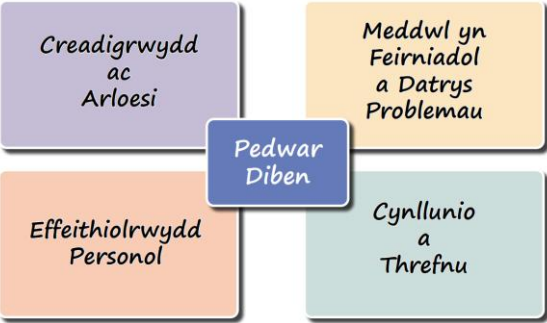 Creadigrwydd
ac
Arloesi
Meddwl yn
Feirniadol
a Datrys
Problemau
Pedwar
Diben
Effeithiolrwydd
Personol
Cynllunio
a
Threfnu